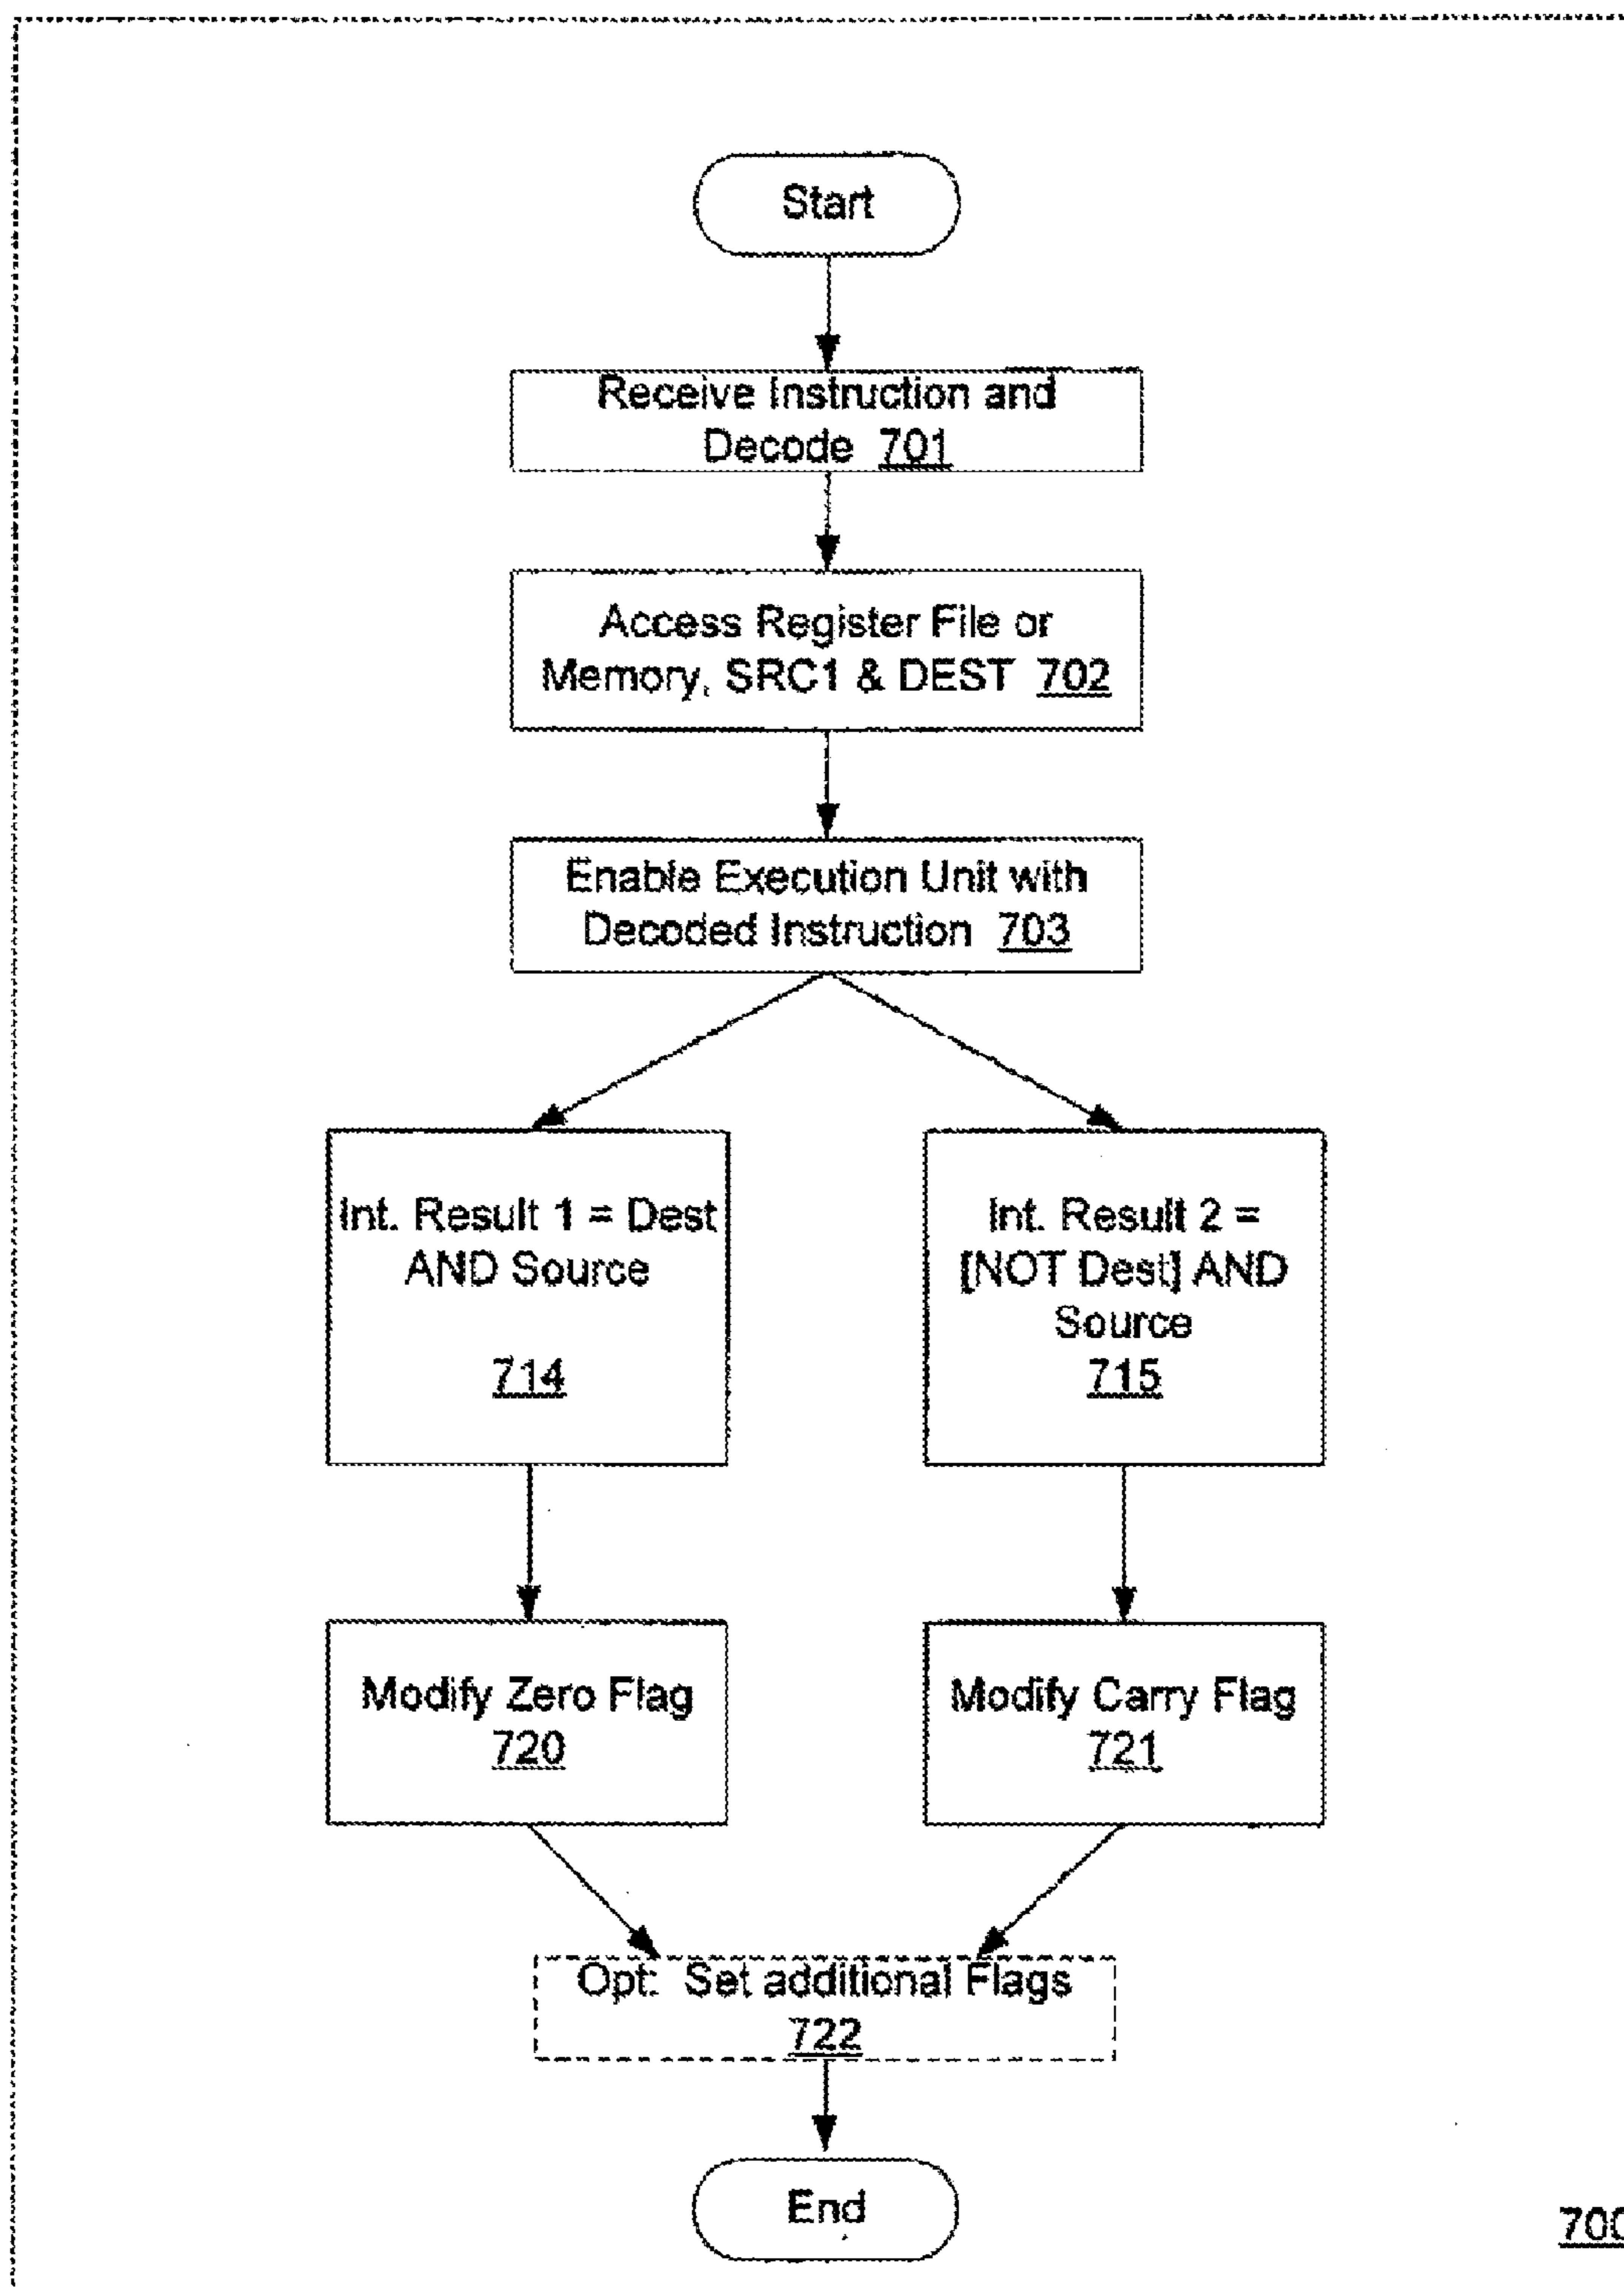 Start
Receive Instruction and
Decode 701
Access Register File or
Memory, SRC1 & DEST 702
Enable Execution Unit with
Decoded Instruction 703
Int. Result 1 = Dest
AND Source
714
Int. Result 2 =
[NOT Dest] AND
Source
715
Modify Zero Flag
720
Modify Carry Flag
721
Opt: Set additional Flags
722
End
700